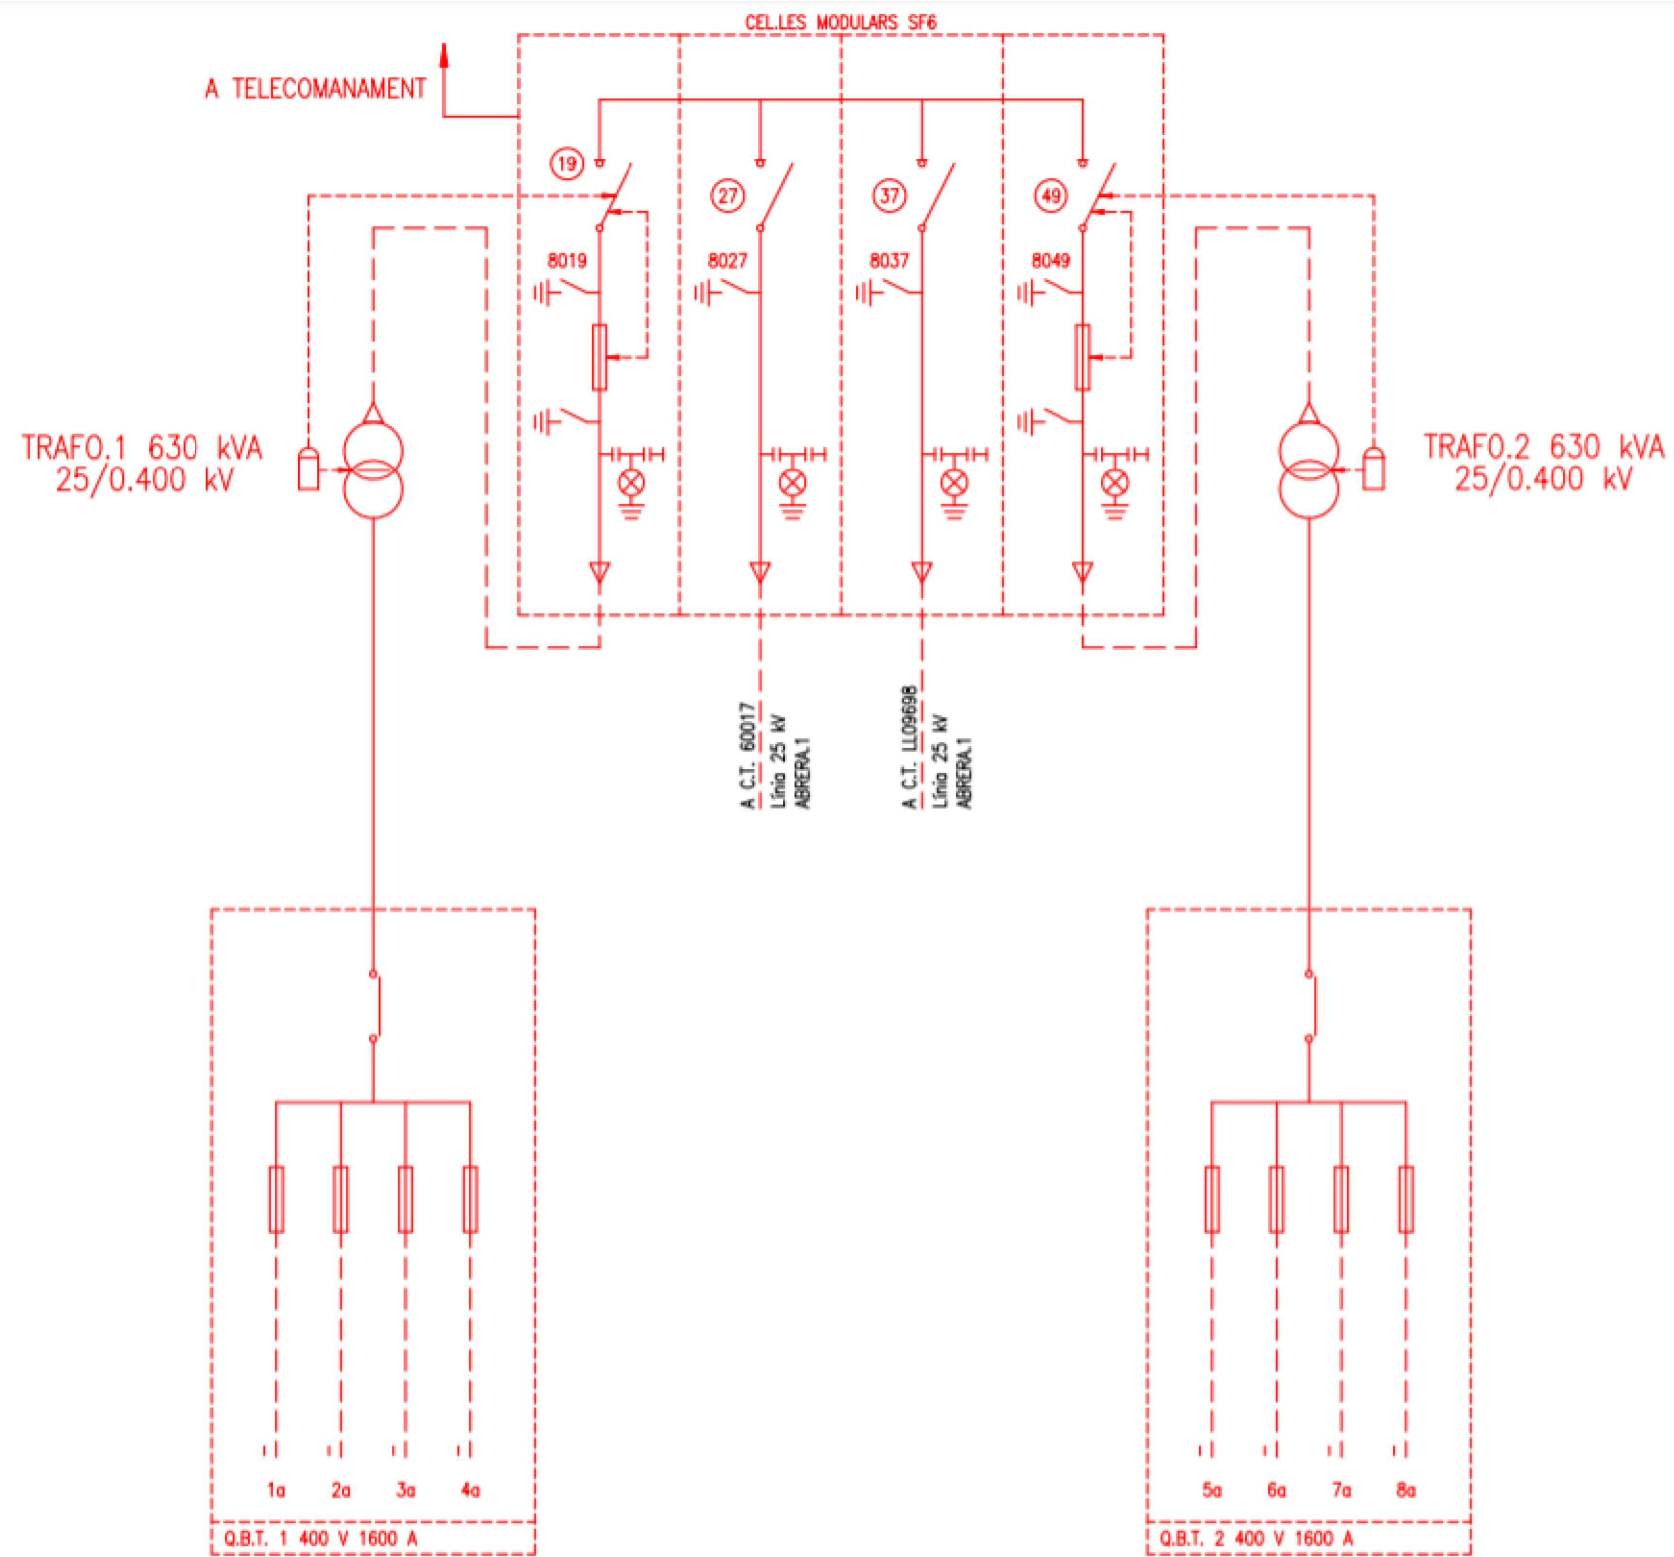 CEL.LES MODULARS SF6
A TELECOMANAMENT
19
27
37
49
8019
8027
8037
8049
TRAFO.1 630 kVA
25/0.400 kV
TRAFO.2 630 kVA
25/0.400 kV
A C.T. 60017
Línia 25 kV
ABRERA.1
A C.T. LL09698
Línia 25 kV
ABRERA.1
1a
2a
3a
4a
5a
6a
7a
8a
Q.B.T. 1 400 V 1600 A
Q.B.T. 2 400 V 1600 A